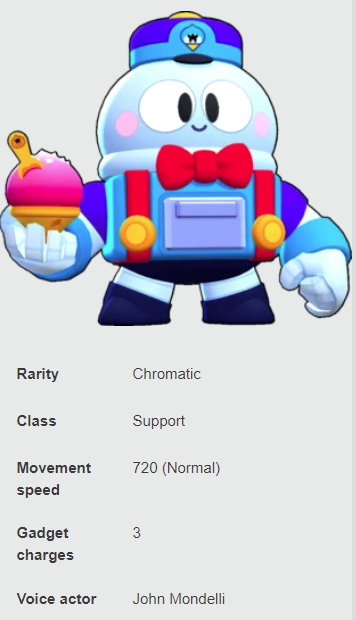 Rarity Chromatic
Class Support
Movement speed 720 (Normal)
Gadget charges 3
Voice actor John Mondelli